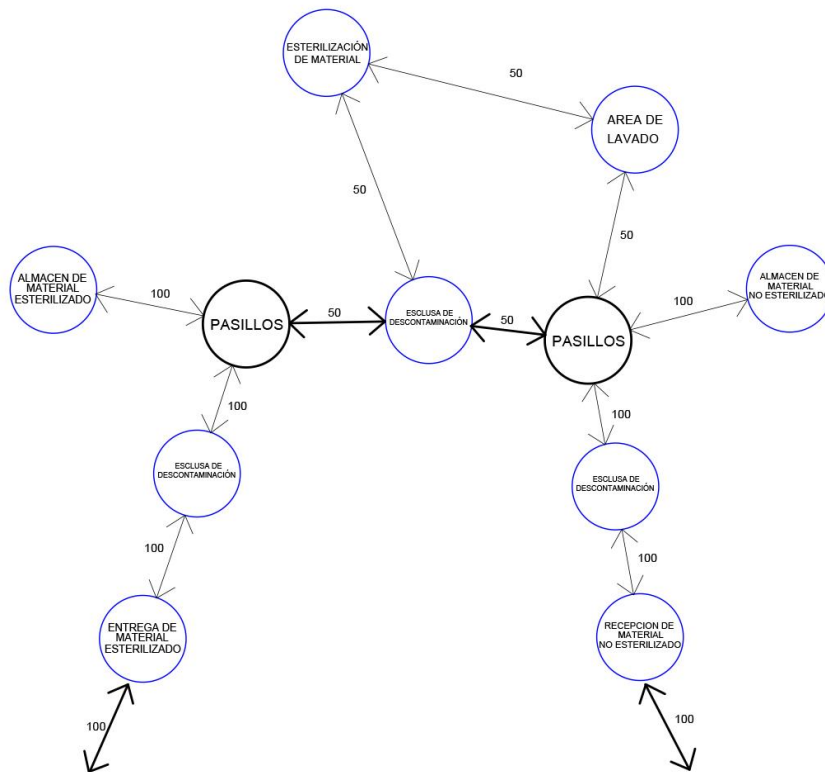 ESTERILIZACIÓN
DE MATERIAL
50
AREA DE
LAVADO
50
50
ALMACEN DE
MATERIAL
ESTERILIZADO
100
PASILLOS
50
ESCLUSA DE
DESCONTAMINACIÓN
50
PASILLOS
100
ALMACEN DE
MATERIAL
NO ESTERILIZADO
100
100
ESCLUSA DE
DESCONTAMINACIÓN
ESCLUSA DE
DESCONTAMINACIÓN
100
100
ENTREGA DE
MATERIAL
ESTERILIZADO
RECEPCION DE
MATERIAL
NO ESTERILIZADO
100
100